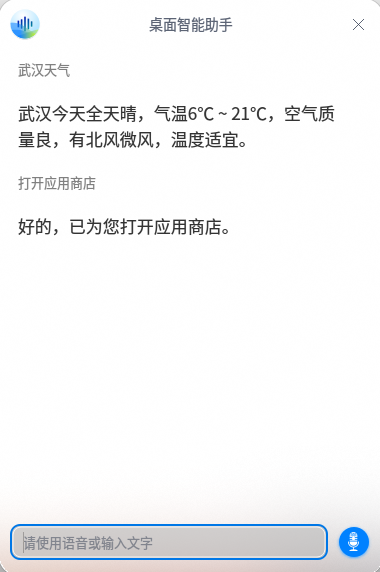 桌面智能助手
武汉天气
武汉今天全天晴，气温6℃ ~ 21℃，空气质
量良，有北风微风，温度适宜。
打开应用商店
好的，已为您打开应用商店。
请使用语音或输入文字